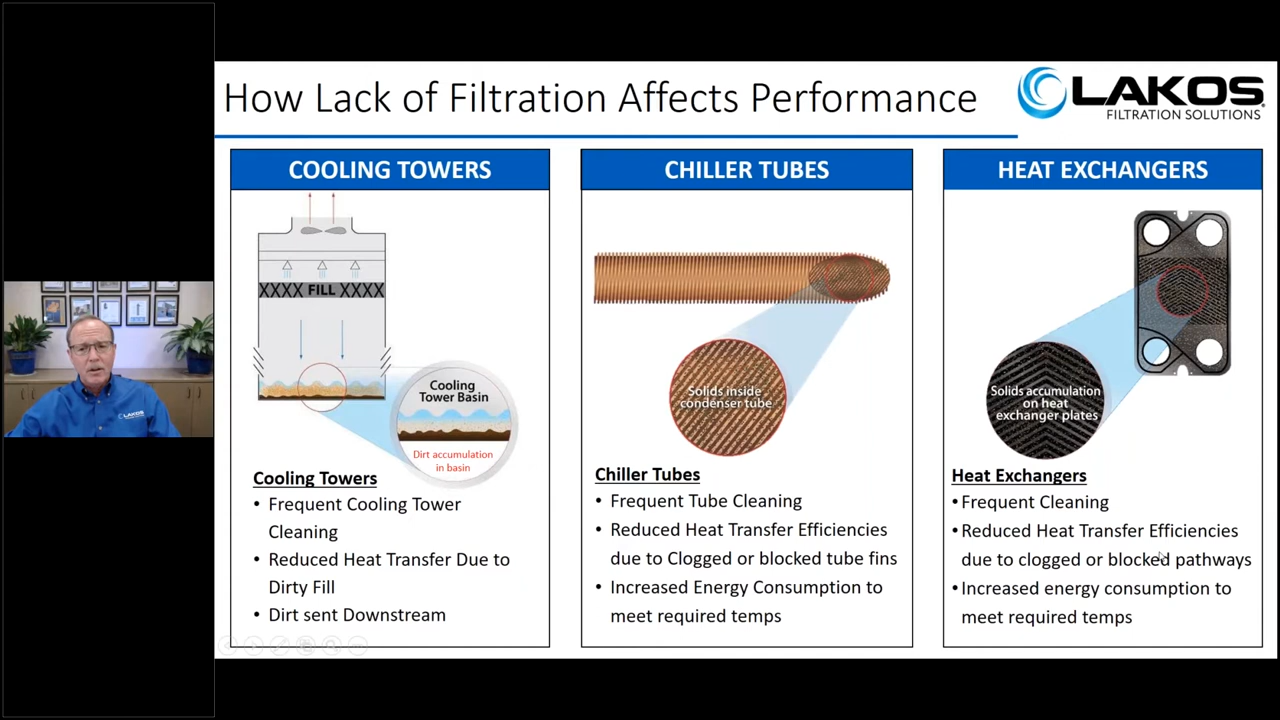 How Lack of Filtration Affects Performance
LAKOS
FILTRATION SOLUTIONS
COOLING TOWERS
FILL
Cooling
Tower Basin
Dirt accumulation
in basin
Cooling Towers
• Frequent Cooling Tower
Cleaning
• Reduced Heat Transfer Due to
Dirty Fill
• Dirt sent Downstream
CHILLER TUBES
Solids inside
condenser tube
Chiller Tubes
• Frequent Tube Cleaning
• Reduced Heat Transfer Efficiencies
due to Clogged or blocked tube fins
• Increased Energy Consumption to
meet required temps
HEAT EXCHANGERS
Solids accumulation
on heat
exchanger plates
Heat Exchangers
• Frequent Cleaning
• Reduced Heat Transfer Efficiencies
due to clogged or blocked pathways
• Increased energy consumption to
meet required temps
LAKOS